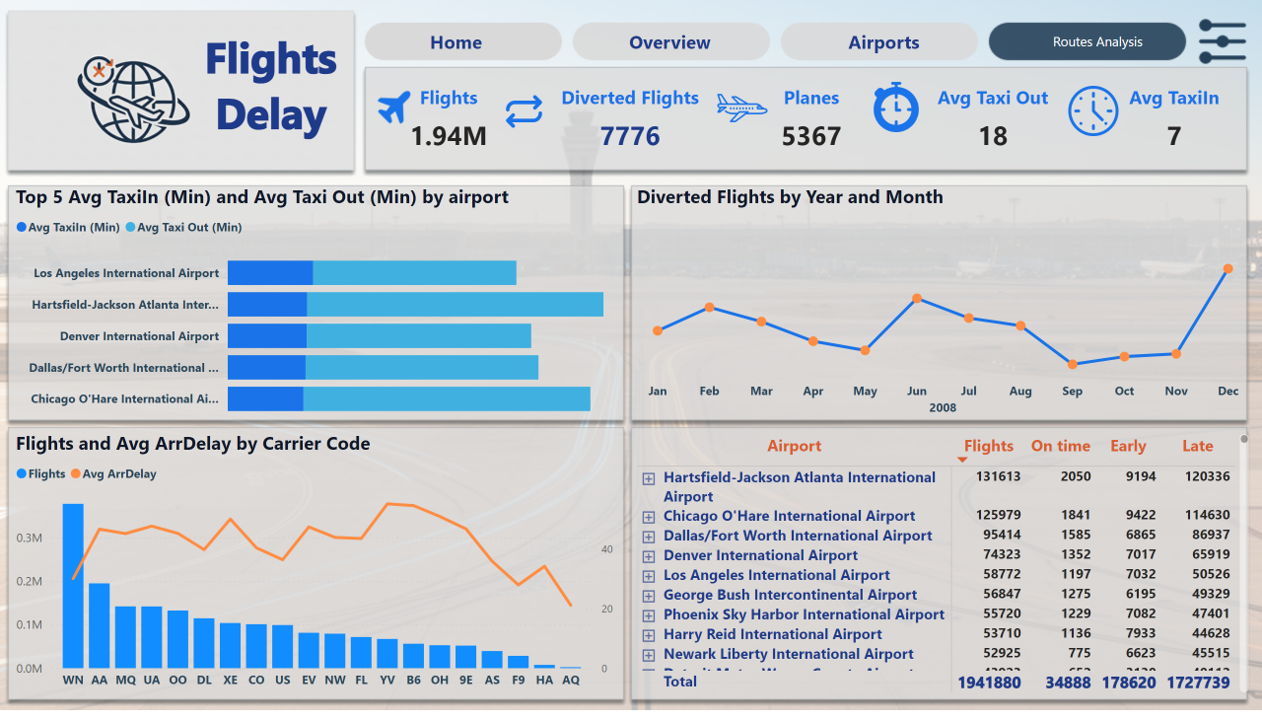 Flights
Delay
Home
Overview
Airports
Routes Analysis
Flights
1.94M
Diverted Flights
7776
Planes
5367
Avg Taxi Out
18
Avg TaxiIn
7
Top 5 Avg TaxiIn (Min) and Avg Taxi Out (Min) by airport
Avg TaxiIn (Min) Avg Taxi Out (Min)
Los Angeles International Airport
Hartsfield-Jackson Atlanta Inter...
Denver International Airport
Dallas/Fort Worth International ...
Chicago O'Hare International Ai...
Diverted Flights by Year and Month
Jan Feb Mar Apr May Jun Jul Aug Sep Oct Nov Dec
2008
Flights and Avg ArrDelay by Carrier Code
Flights Avg ArrDelay
0.3M
0.2M
0.1M
0.0M
40
20
0
WN AA MQ UA OO DL XE CO US EV NW FL YV B6 OH 9E AS F9 HA AQ
Airport Flights On time Early Late
Hartsfield-Jackson Atlanta International 131613 2050 9194 120336
Airport
Chicago O'Hare International Airport 125979 1841 9422 114630
Dallas/Fort Worth International Airport 95414 1585 6865 86937
Denver International Airport 74323 1352 7017 65919
Los Angeles International Airport 58772 1197 7032 50526
George Bush Intercontinental Airport 56847 1275 6195 49329
Phoenix Sky Harbor International Airport 55720 1229 7082 47401
Harry Reid International Airport 53710 1136 7933 44628
Newark Liberty International Airport 52925 775 6623 45515
Total 1941880 34888 178620 1727739